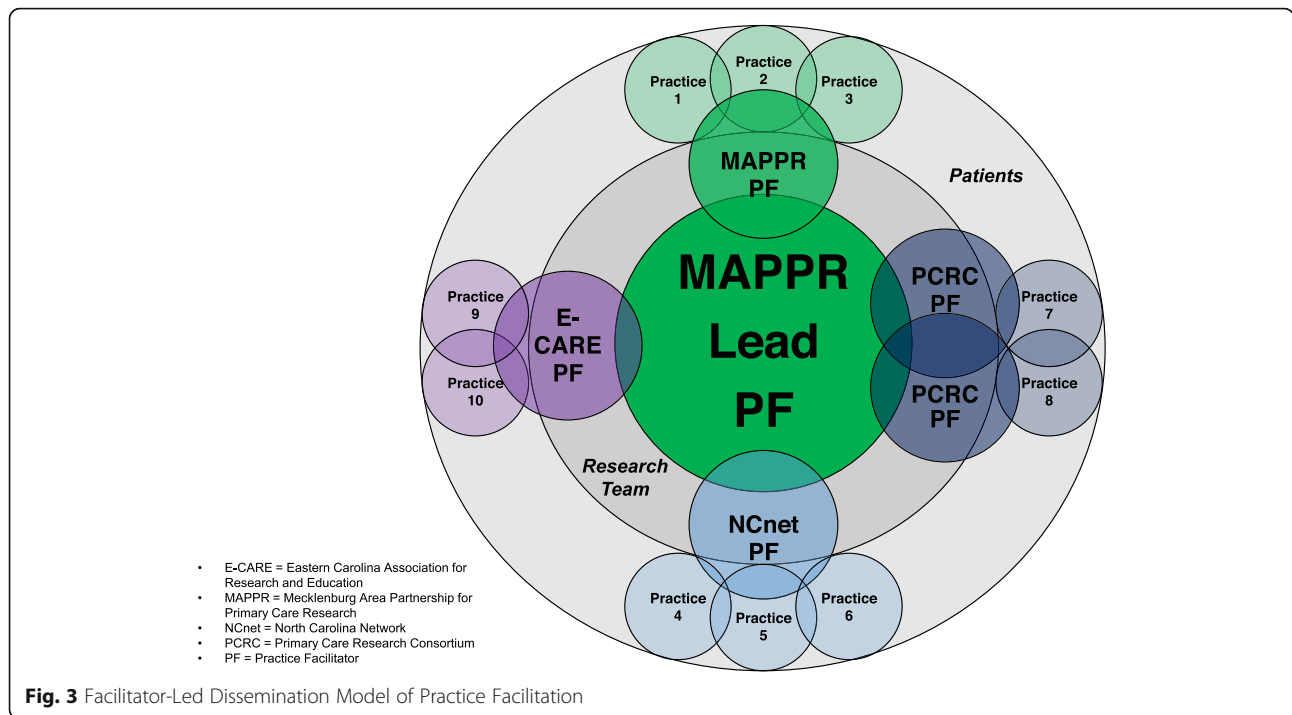 Practice
1
Practice
2
Practice
3
MAPPR
PF
Patients
MAPPR
Lead
PF
PCRC
PF
PCRC
PF
Practice
7
Practice
8
Practice
9
Practice
10
E-
CARE
PF
Research
Team
NCnet
PF
Practice
4
Practice
5
Practice
6
• E-CARE = Eastern Carolina Association for
Research and Education
• MAPPR = Mecklenburg Area Partnership for
Primary Care Research
• NCnet = North Carolina Network
• PCRC = Primary Care Research Consortium
• PF = Practice Facilitator
Fig. 3 Facilitator-Led Dissemination Model of Practice Facilitation